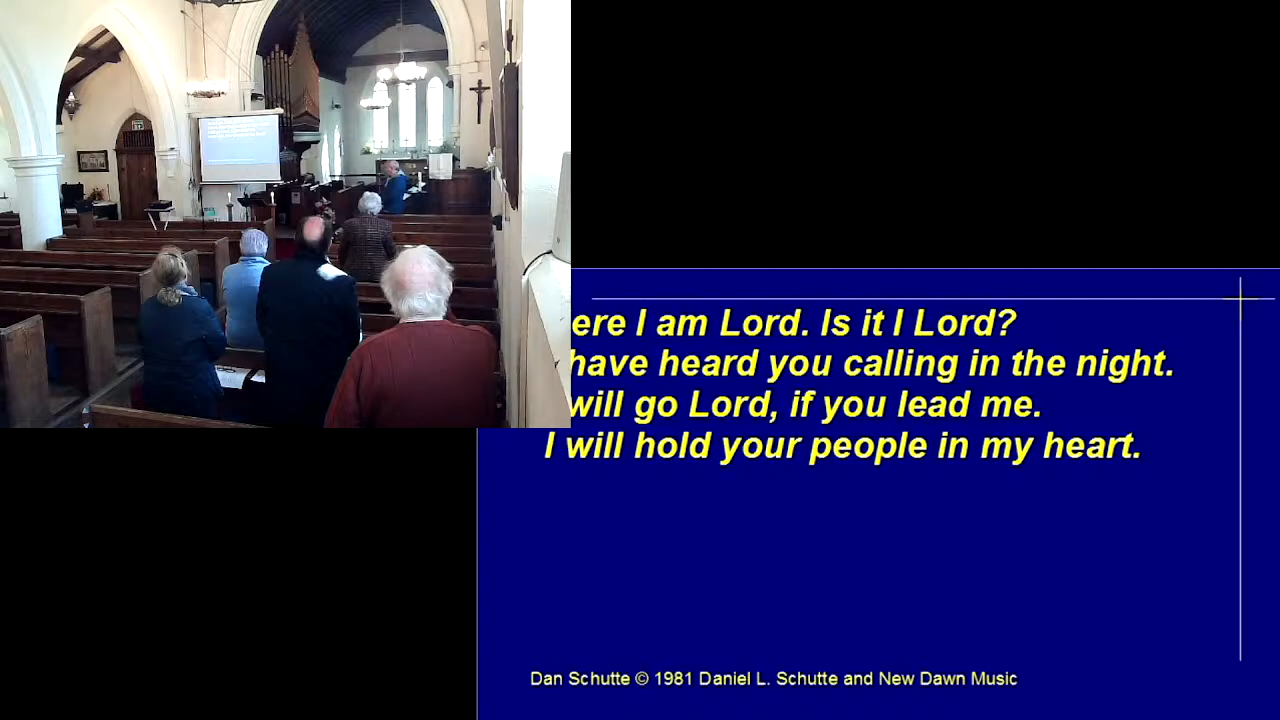 ere I am Lord. Is it I Lord?
have heard you calling in the night.
will go Lord, if you lead me.
I will hold your people in my heart.
Dan Schutte © 1981 Daniel L. Schutte and New Dawn Music